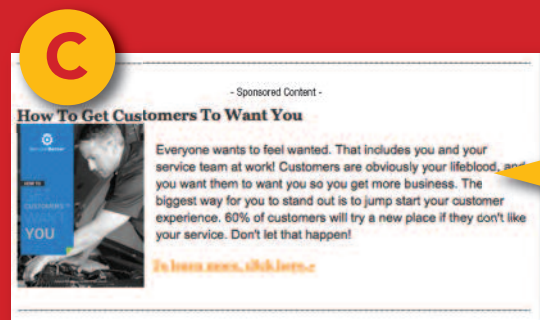 C
- Sponsored Content -
How To Get Customers To Want You
Everyone wants to feel wanted. That includes you and your
service team at work! Customers are obviously your lifeblood, and
you want them to want you so you get more business. The
biggest way for you to stand out is to jump start your customer
experience. 60% of customers will try a new place if they don't like
your service. Don't let that happen!
To learn more, click here.
HOW TO
CUSTOMERS
YOU